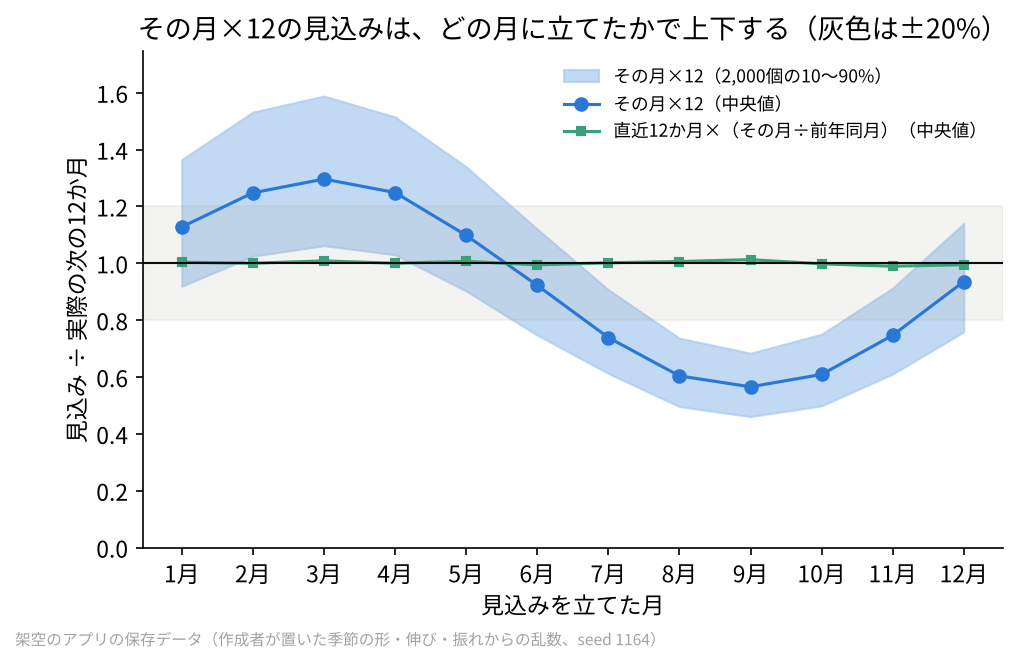 その月×12の見込みは、どの月に立てたかで上下する（灰色は±20%）
その月×12（2,000個の10〜90%）
その月×12（中央値）
直近12か月×（その月÷前年同月）（中央値）
見込み ÷ 実際の次の12か月
1.6
1.4
1.2
1.0
0.8
0.6
0.4
0.2
0.0
1月 2月 3月 4月 5月 6月 7月 8月 9月 10月 11月 12月
見込みを立てた月
架空のアプリの保存データ（作成者が置いた季節の形・伸び・振れからの乱数、seed 1164）